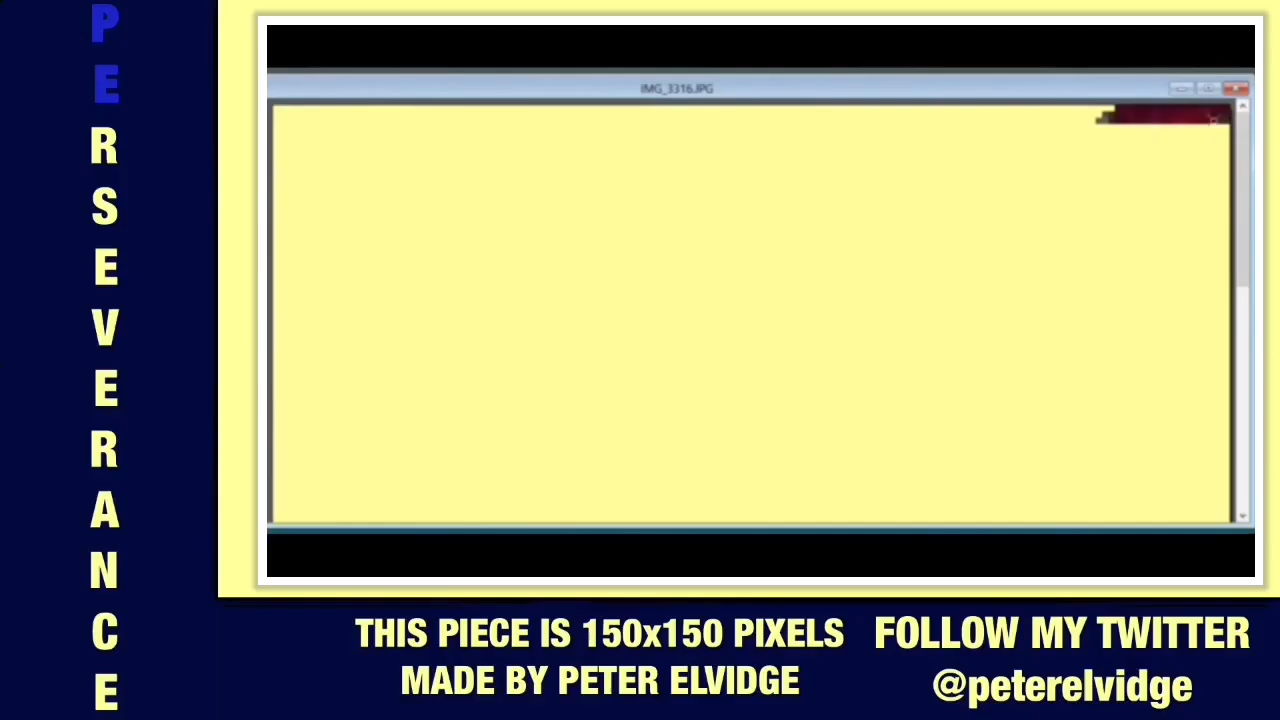 PERSEVERANCE
IMG_3316.JPG
THIS PIECE IS 150x150 PIXELS
MADE BY PETER ELVIDGE
FOLLOW MY TWITTER
@peterelvidge